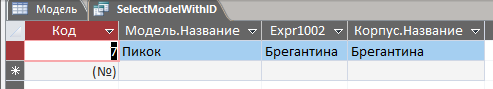 Модель SelectModelWithID
Код Модель.Название Expr1002 Корпус.Название
7 Пикок Брегантина Брегантина
* (№)